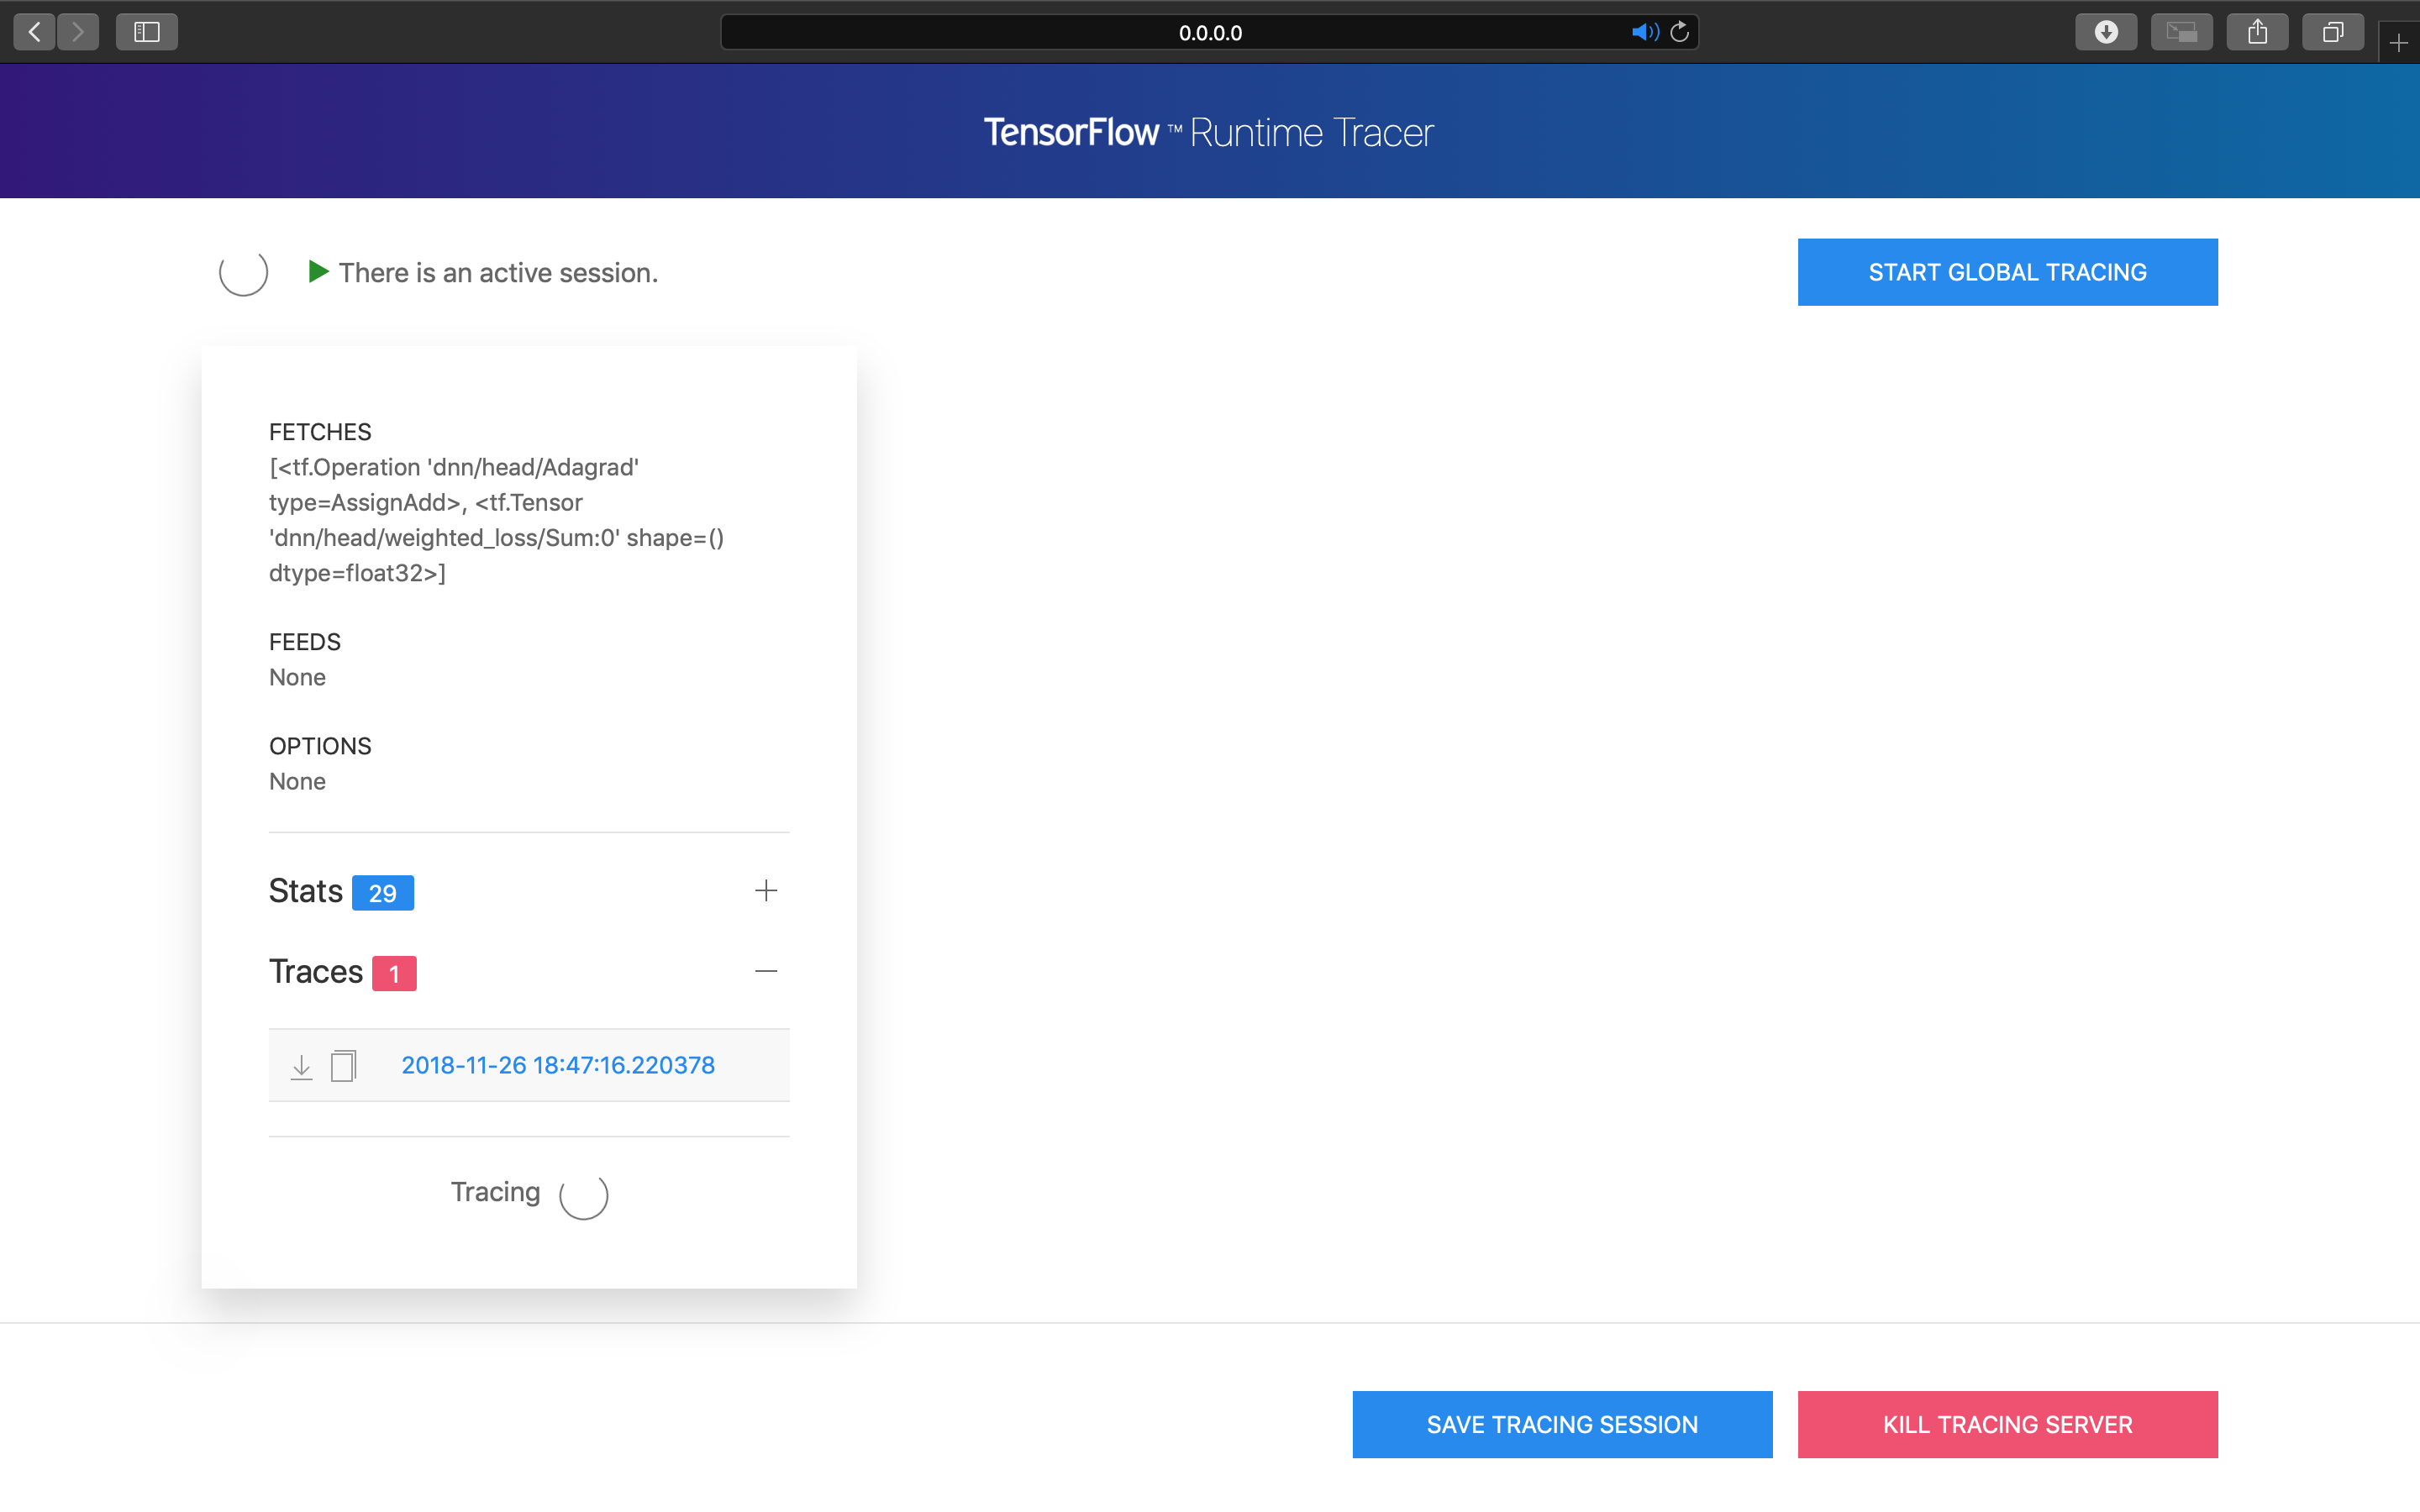 0.0.0.0
TensorFlow ™ Runtime Tracer
There is an active session.
START GLOBAL TRACING
FETCHES
[<tf.Operation 'dnn/head/Adagrad'
type=AssignAdd>, <tf.Tensor
'dnn/head/weighted_loss/Sum:0' shape=()
dtype=float32>]
FEEDS
None
OPTIONS
None
Stats 29
Traces 1
2018-11-26 18:47:16.220378
Tracing
SAVE TRACING SESSION
KILL TRACING SERVER